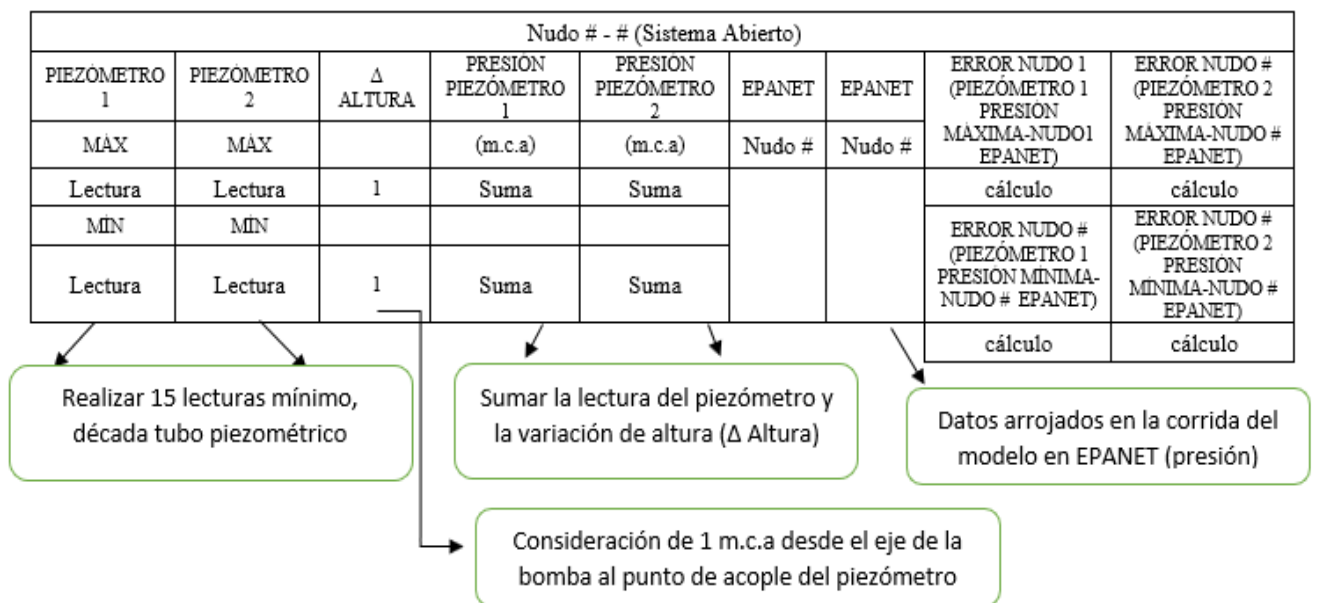 Nudo # - # (Sistema Abierto)
PIEZÓMETRO
1
PIEZÓMETRO
2
Δ
ALTURA
PRESIÓN
PIEZÓMETRO
1
PRESIÓN
PIEZÓMETRO
2
EPANET
EPANET
ERROR NUDO 1
(PIEZÓMETRO 1
PRESIÓN
MÁXIMA-NUDO1
EPANET)
ERROR NUDO #
(PIEZÓMETRO 2
PRESIÓN
MÁXIMA-NUDO #
EPANET)
MÁX
MÁX
(m.c.a)
(m.c.a)
Nudo #
Nudo #
Lectura
Lectura
1
Suma
Suma
cálculo
cálculo
MÍN
MÍN
ERROR NUDO #
(PIEZÓMETRO 1
PRESIÓN MÍNIMA-
NUDO # EPANET)
ERROR NUDO #
(PIEZÓMETRO 2
PRESIÓN
MÍNIMA-NUDO #
EPANET)
Lectura
Lectura
1
Suma
Suma
cálculo
cálculo
Realizar 15 lecturas mínimo,
década tubo piezométrico
Sumar la lectura del piezómetro y
la variación de altura (Δ Altura)
Datos arrojados en la corrida del
modelo en EPANET (presión)
Consideración de 1 m.c.a desde el eje de la
bomba al punto de acople del piezómetro